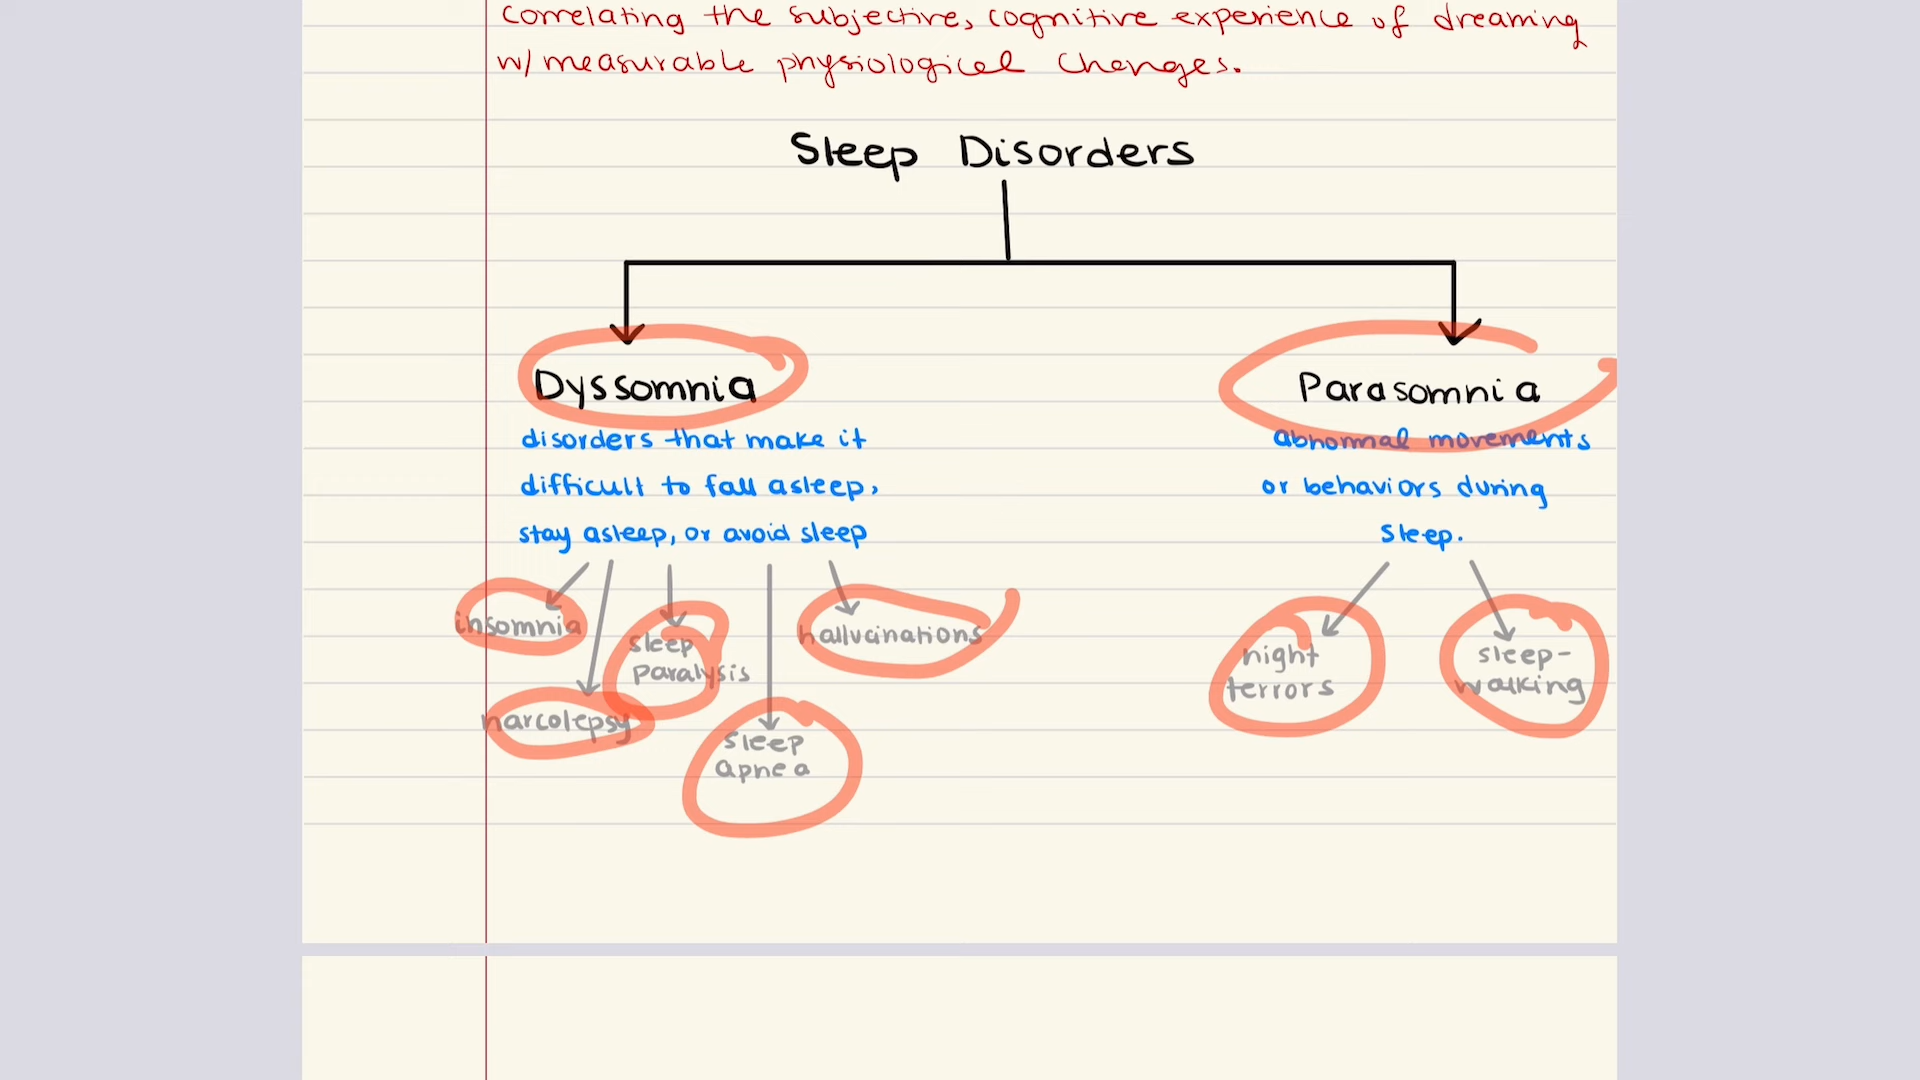 correlating the subjective, cognitive experience of dreaming
w/ measurable physiological changes.
Sleep Disorders
Dyssomnia
disorders that make it
difficult to fall asleep,
stay asleep, or avoid sleep
insomnia
narcolepsy
sleep
paralysis
sleep
apnea
hallucinations
Parasomnia
abnormal movements
or behaviors during
sleep.
night
terrors
sleep-
walking